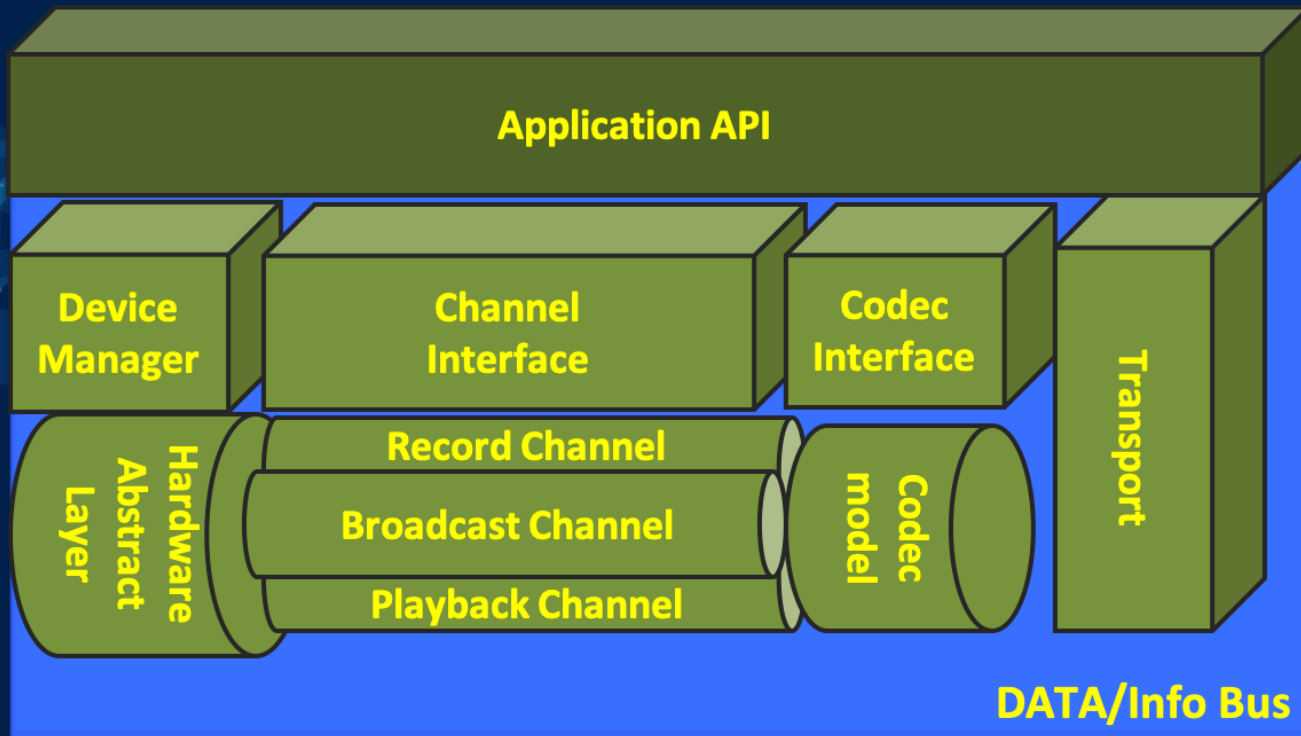 Application API
Device
Manager
Channel
Interface
Codec
Interface
Transport
Hardware
Abstract
Layer
Record Channel
Broadcast Channel
Playback Channel
Codec
model
DATA/Info Bus